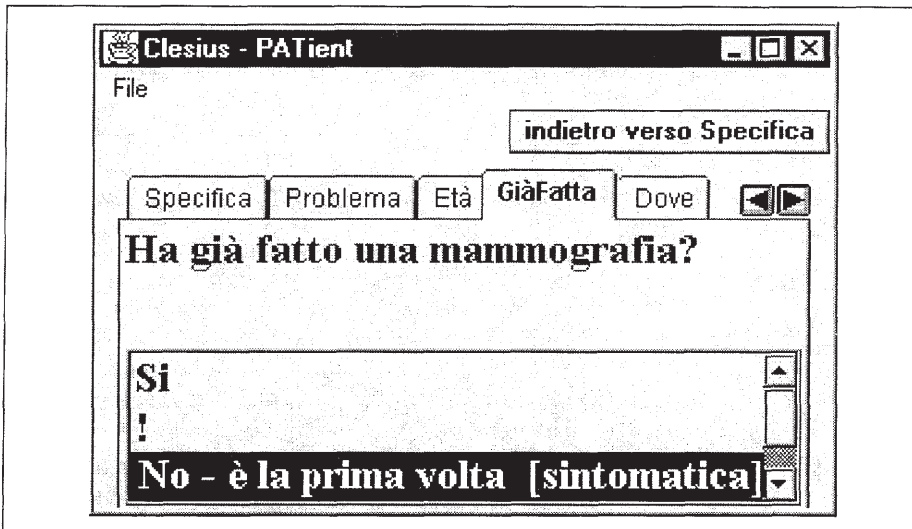 Clesius - PATient
File
indietro verso Specifica
Specifica Problema Età GiàFatta Dove
Ha già fatto una mammografia?
Si
!
No - è la prima volta [sintomatica]